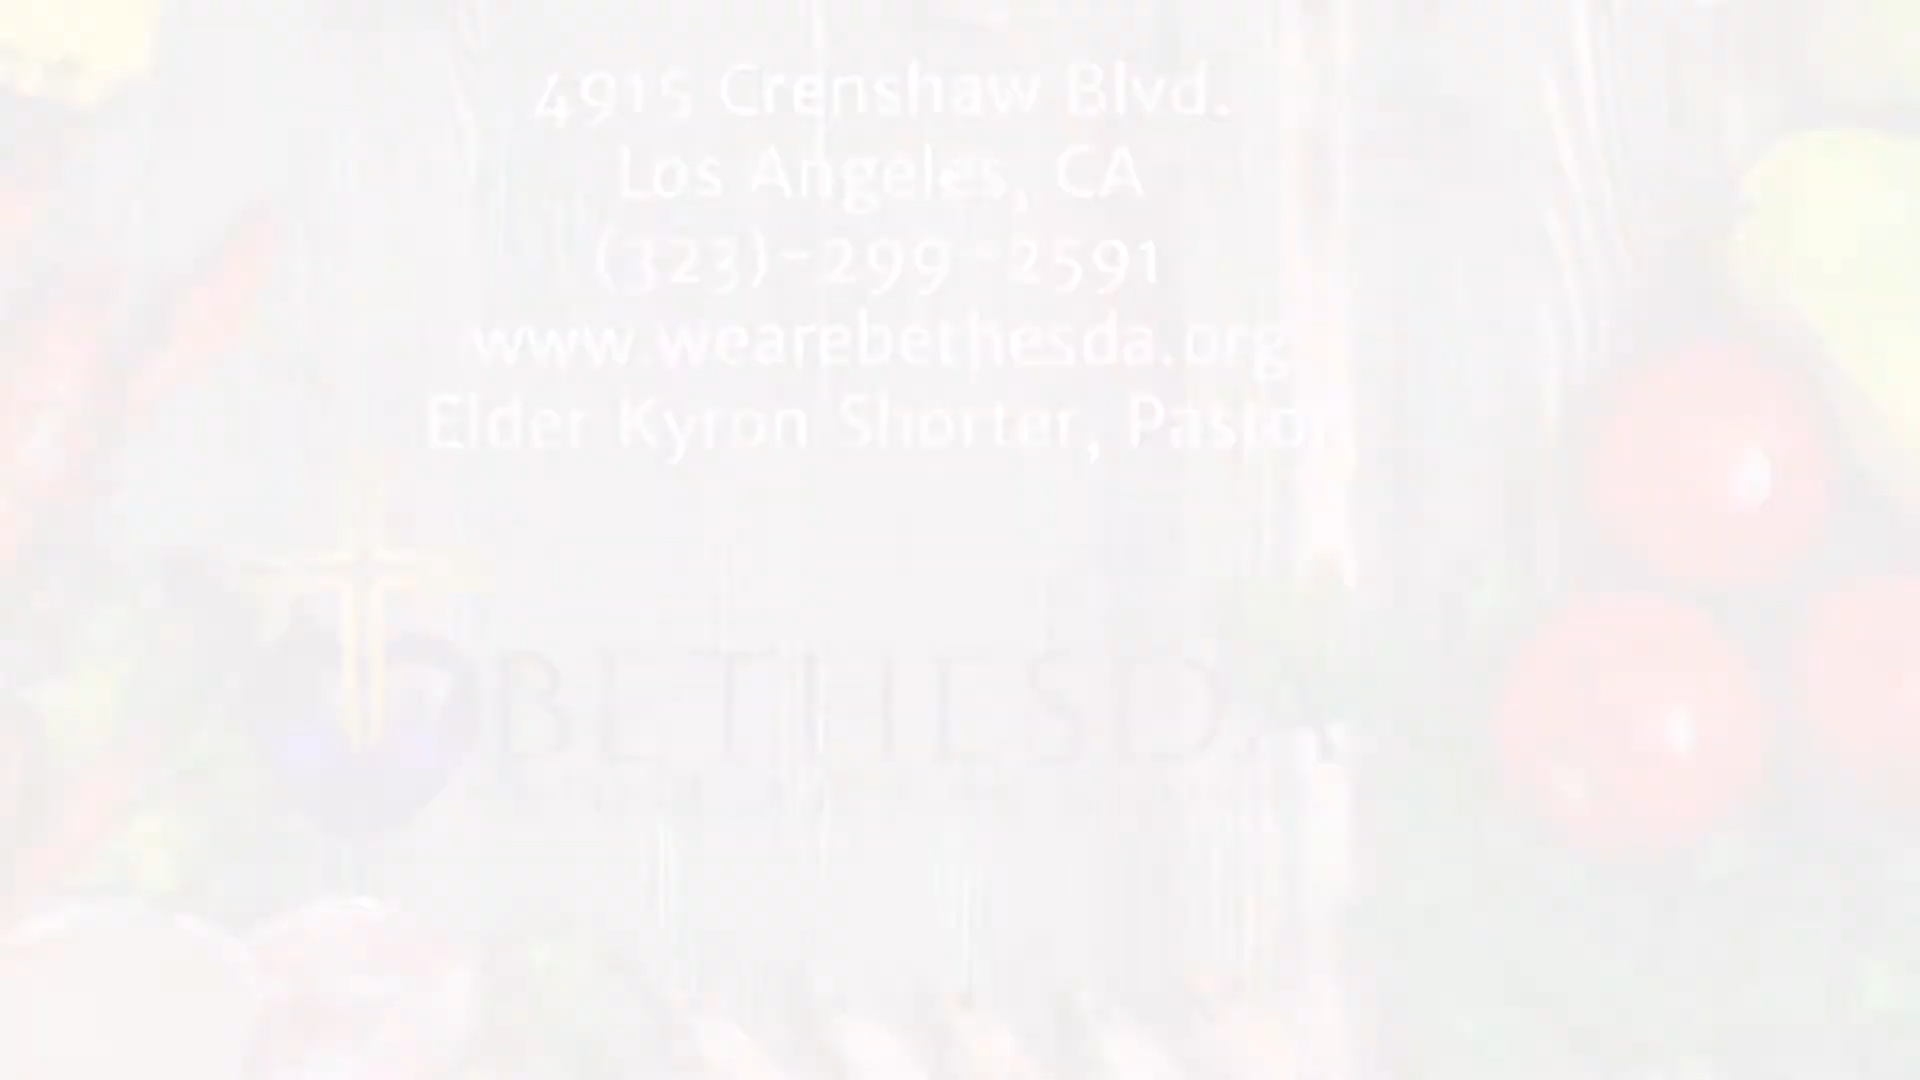 4915 Crenshaw Blvd.
Los Angeles, CA
(323)-299-2591
www.wearebethesda.org
Elder Kyron Shorter, Pastor
BETHESDA